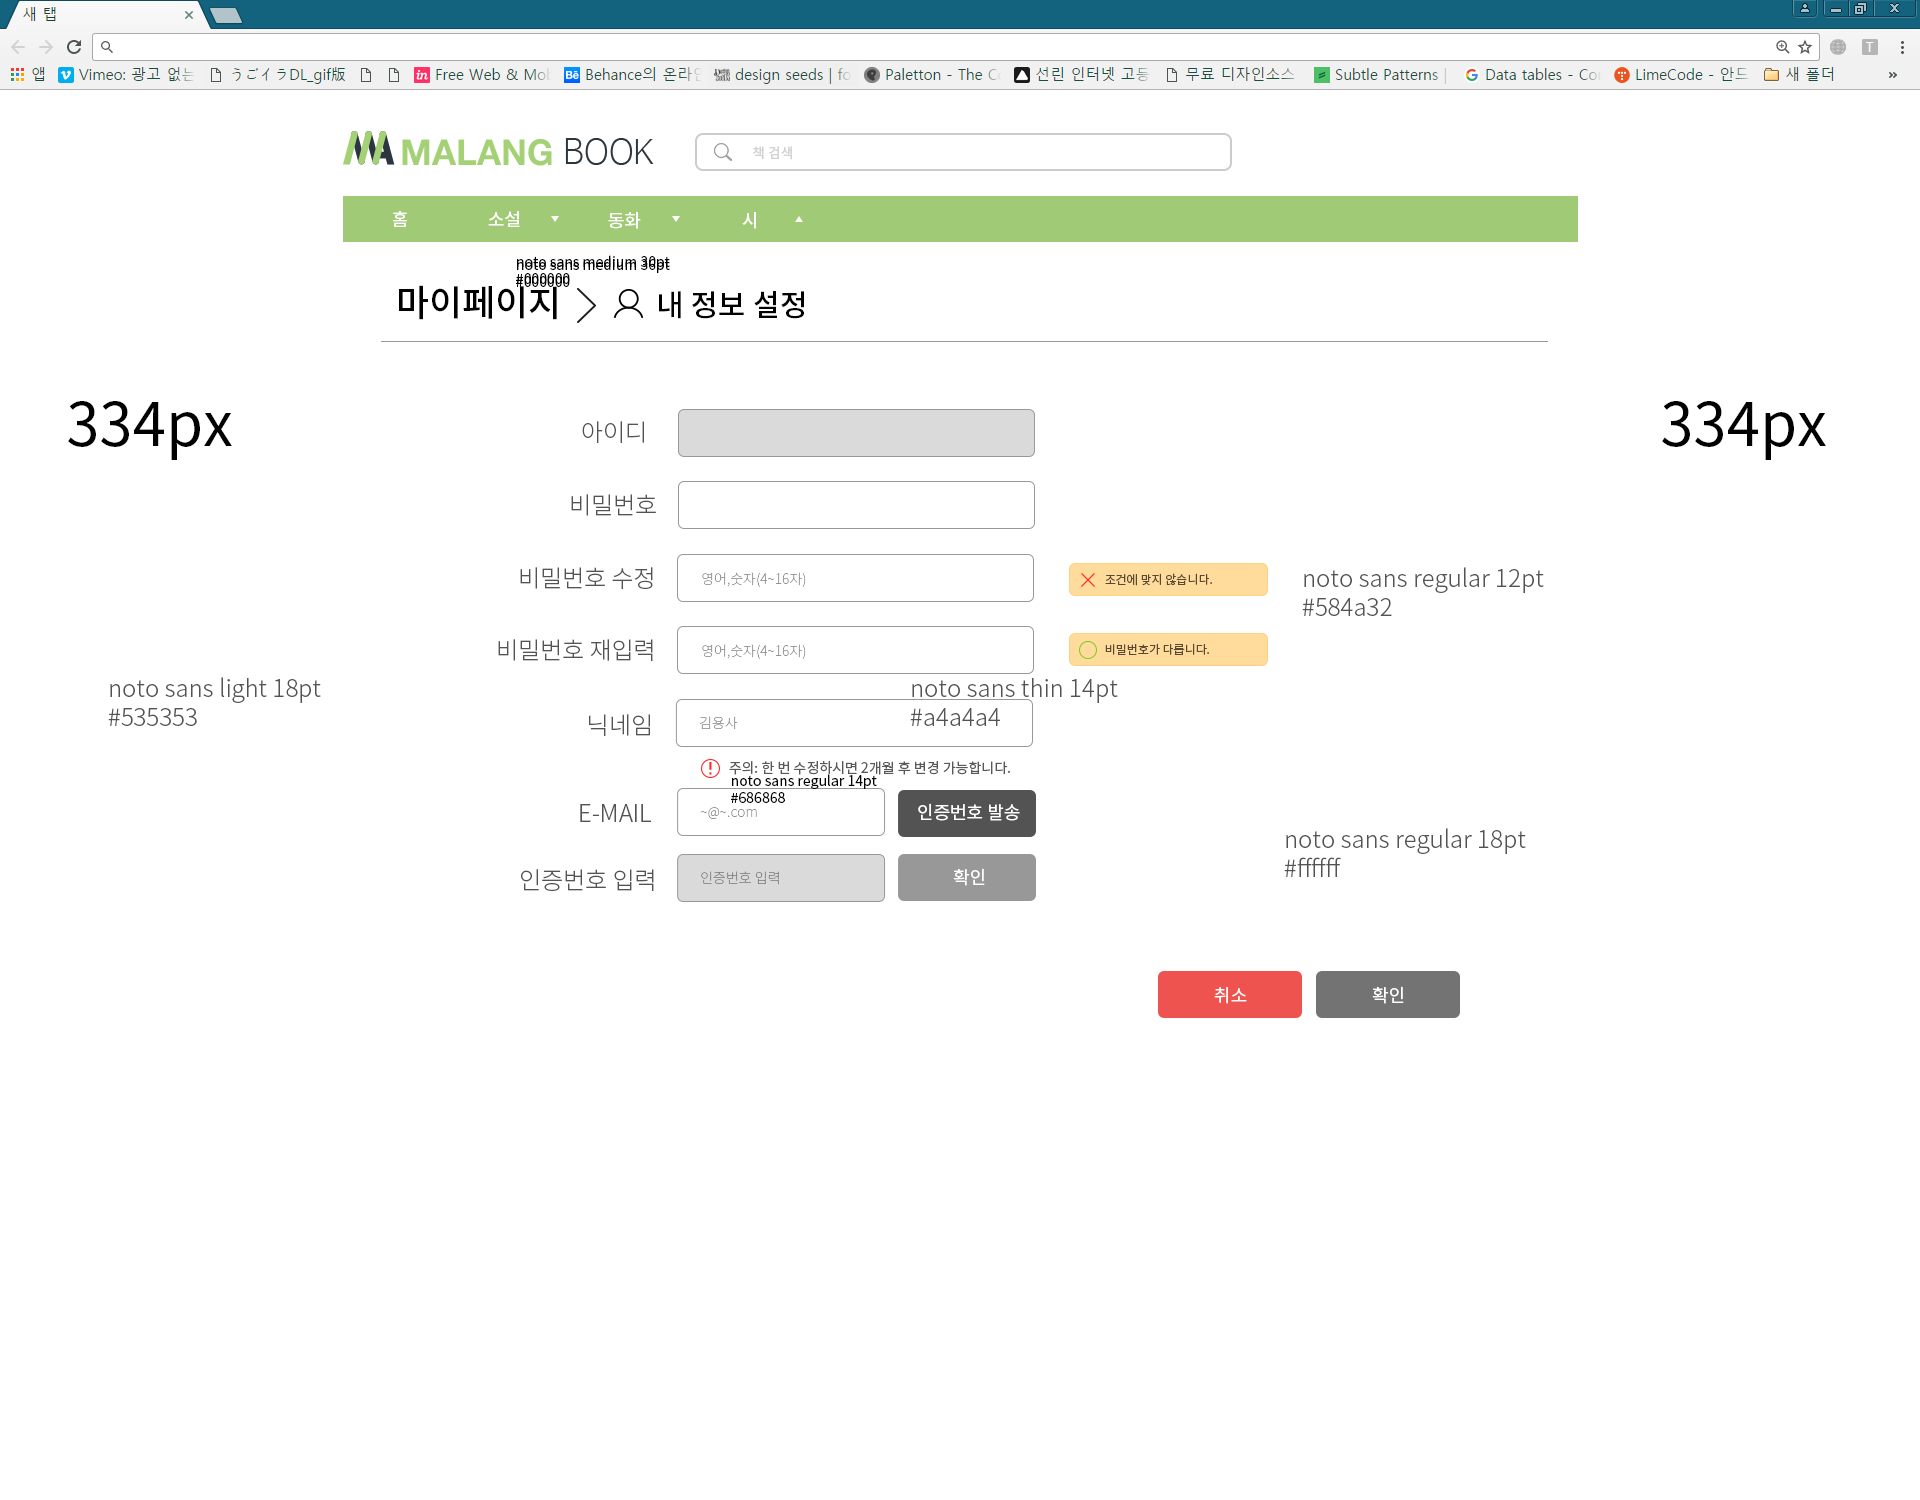 새 탭
앱 Vimeo: 광고 없는 うごイラDL_gif版 Free Web & Mob Behance의 온라인 design seeds | fo Paletton - The Co 선린 인터넷 고등 무료 디자인소스 Subtle Patterns | Data tables - Co LimeCode - 안드 새 폴더 »
MALANG BOOK
책 검색
홈 소설 동화 시
noto sans medium 30pt
noto sans medium 36pt
#000000
#000000
마이페이지 내 정보 설정
334px
334px
아이디
비밀번호
비밀번호 수정
영어,숫자(4~16자)
조건에 맞지 않습니다.
noto sans regular 12pt
#584a32
비밀번호 재입력
영어,숫자(4~16자)
비밀번호가 다릅니다.
noto sans light 18pt
#535353
noto sans thin 14pt
#a4a4a4
닉네임
김용사
주의: 한 번 수정하시면 2개월 후 변경 가능합니다.
noto sans regular 14pt
#686868
E-MAIL
~@~.com
인증번호 발송
noto sans regular 18pt
#ffffff
인증번호 입력
인증번호 입력
확인
취소
확인